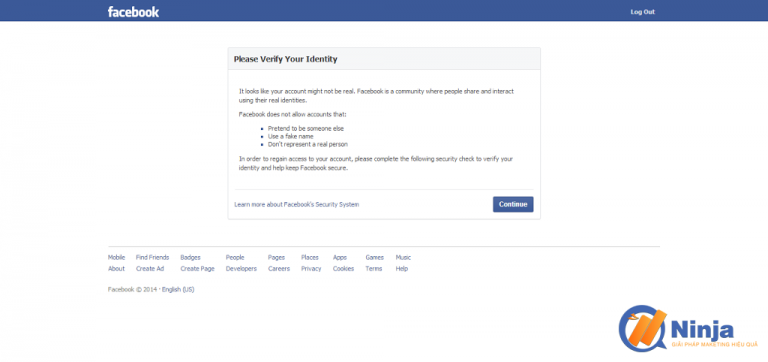 facebook
Log Out
Please Verify Your Identity
It looks like your account might not be real. Facebook is a community where people share and interact
using their real identities.
Facebook does not allow accounts that:
Pretend to be someone else
Use a fake name
Don't represent a real person
In order to regain access to your account, please complete the following security check to verify your
identity and help keep Facebook secure.
Learn more about Facebook's Security System
Continue
Mobile Find Friends Badges People Pages Places Apps Games Music
About Create Ad Create Page Developers Careers Privacy Cookies Terms Help
Facebook © 2014 · English (US)
Ninja
GIẢI PHÁP MARKETING HIỆU QUẢ